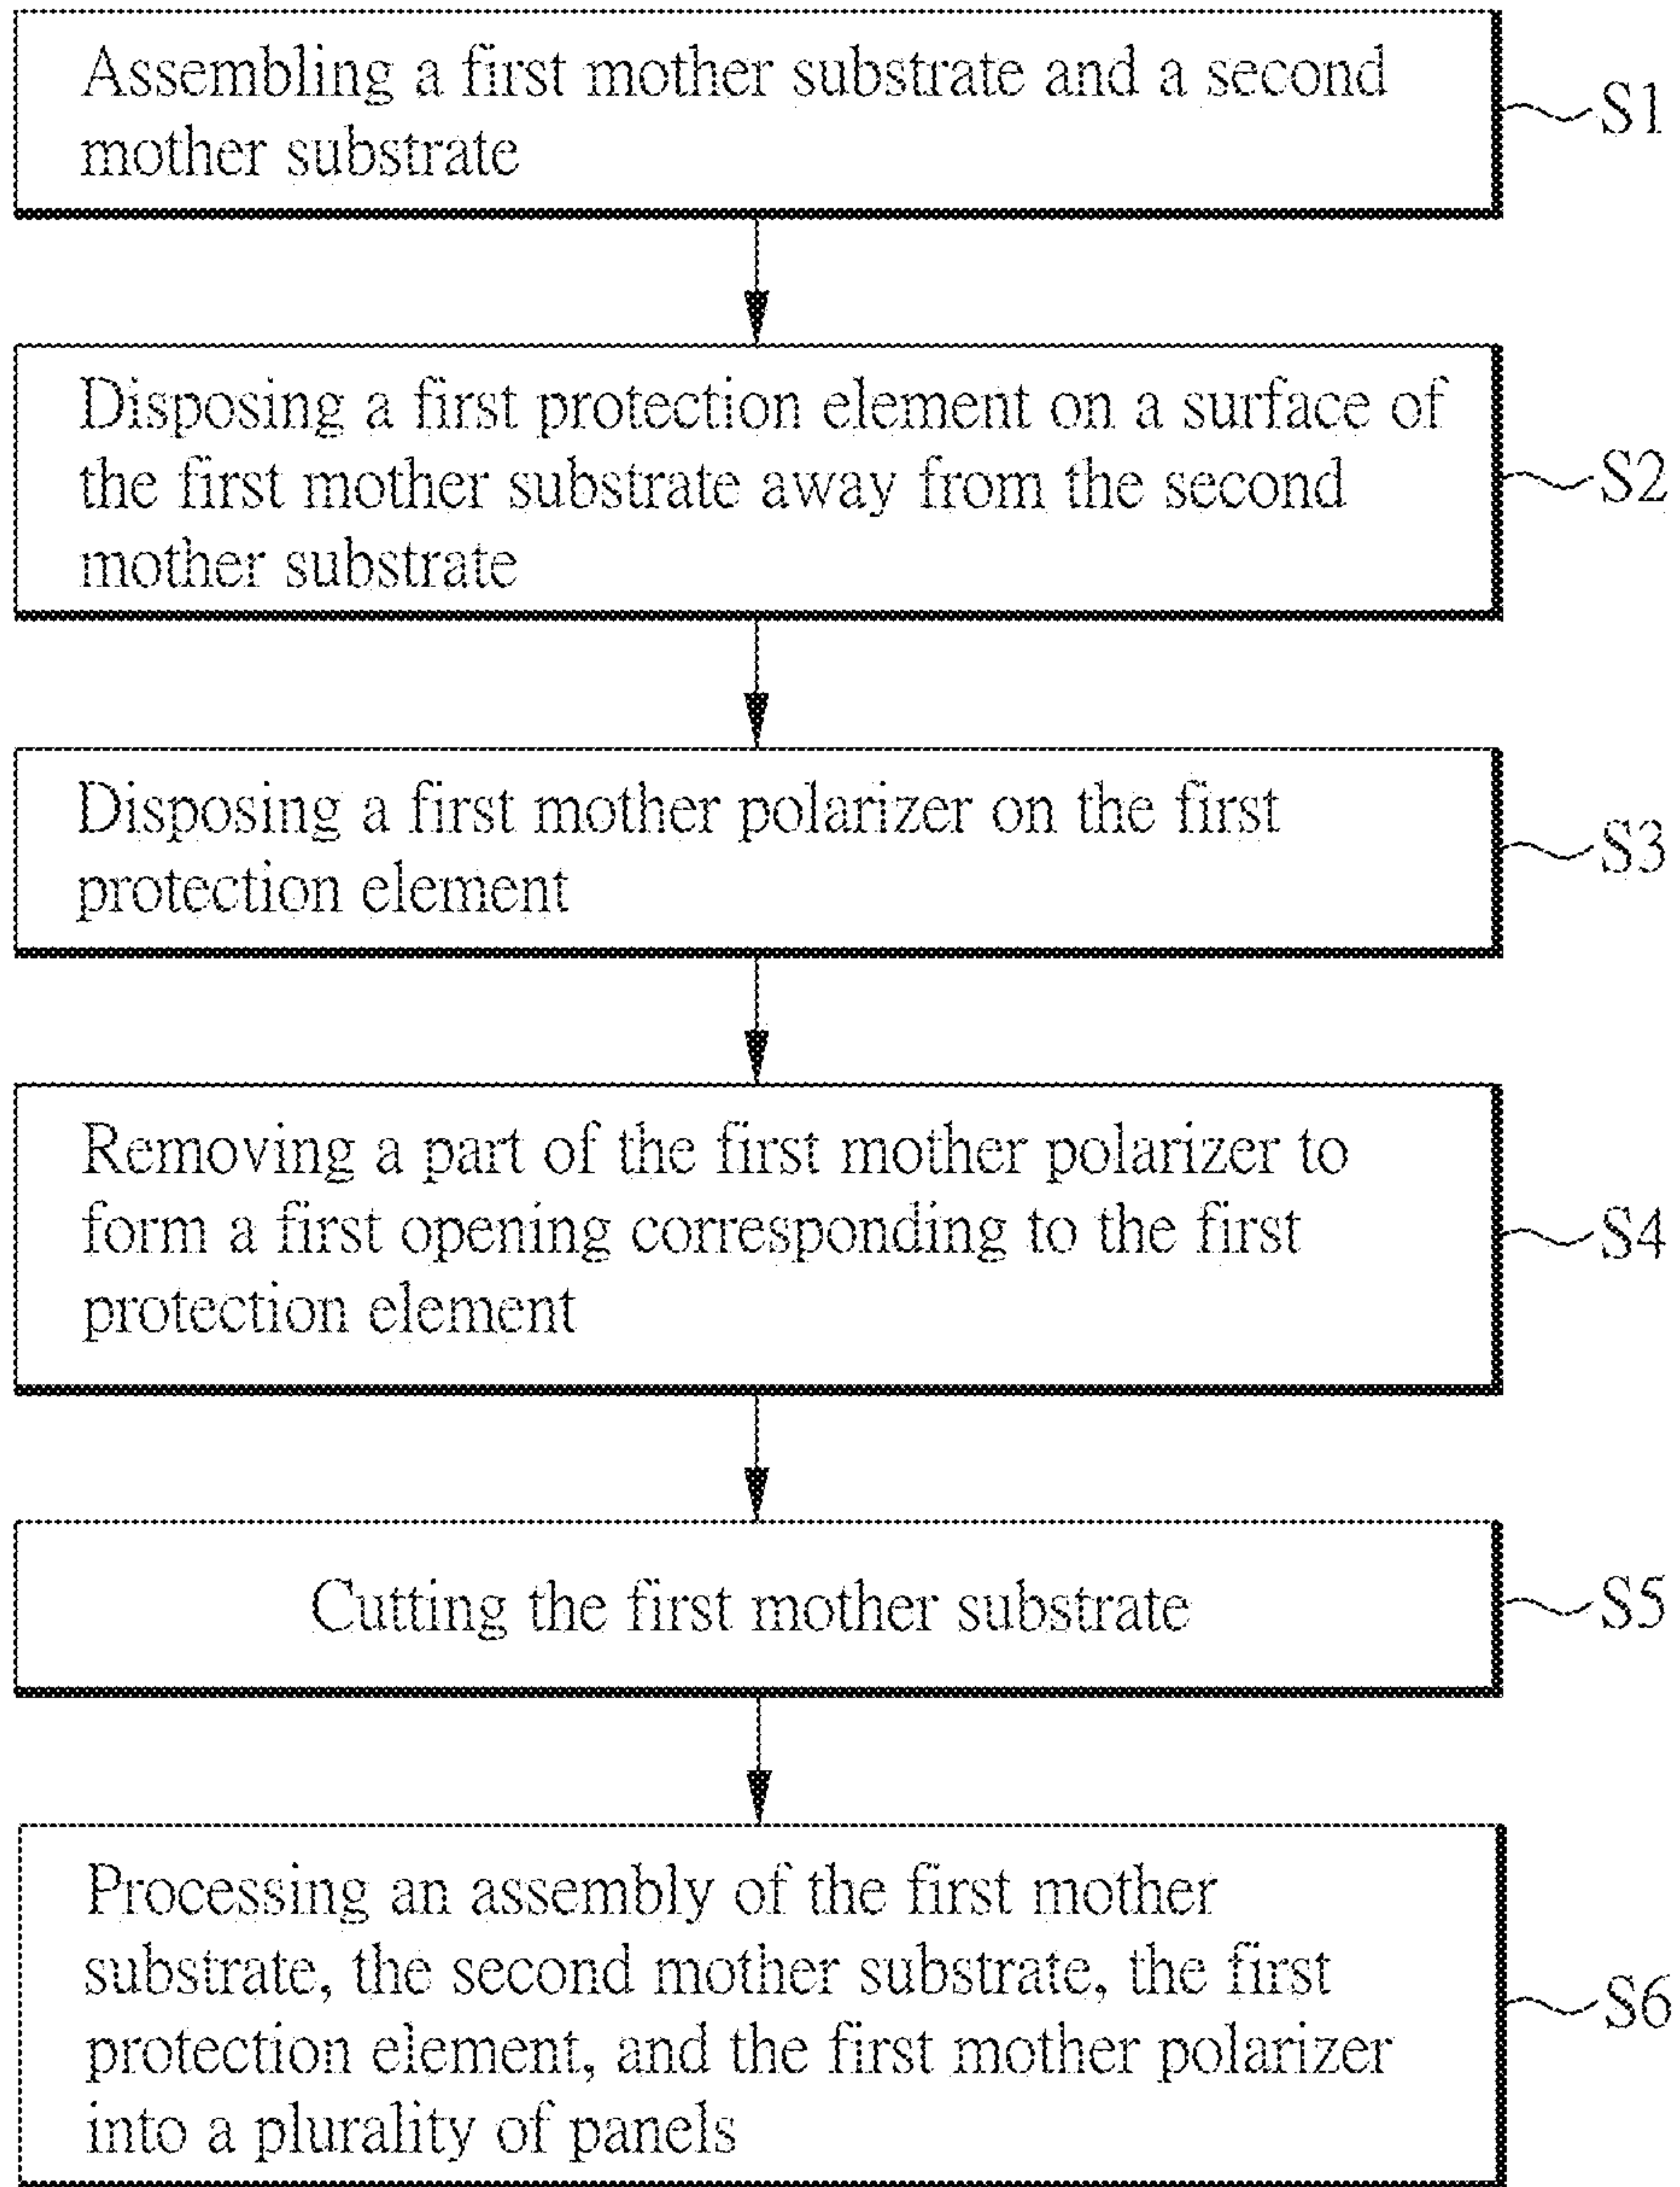 Assembling a first mother substrate and a second
mother substrate
S1
Disposing a first protection element on a surface of
the first mother substrate away from the second
mother substrate
S2
Disposing a first mother polarizer on the first
protection element
S3
Removing a part of the first mother polarizer to
form a first opening corresponding to the first
protection element
S4
Cutting the first mother substrate
S5
Processing an assembly of the first mother
substrate, the second mother substrate, the first
protection element, and the first mother polarizer
into a plurality of panels
S6